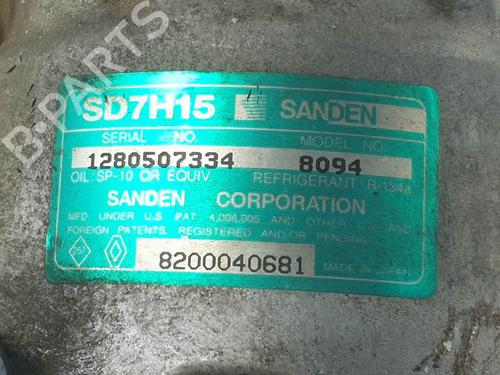 SD7H15 SANDEN
SERIAL NO. MODEL NO.
1280507334 8094
OIL: SP-10 OR EQUIV. REFRIGERANT: R-134a
SANDEN CORPORATION
MFD. UNDER U.S. PAT. 4,006,005 AND OTHER U.S. AND
FOREIGN PATENTS, REGISTERED AND/OR PENDING
8200040681 MADE IN JAPAN
B-PARTS